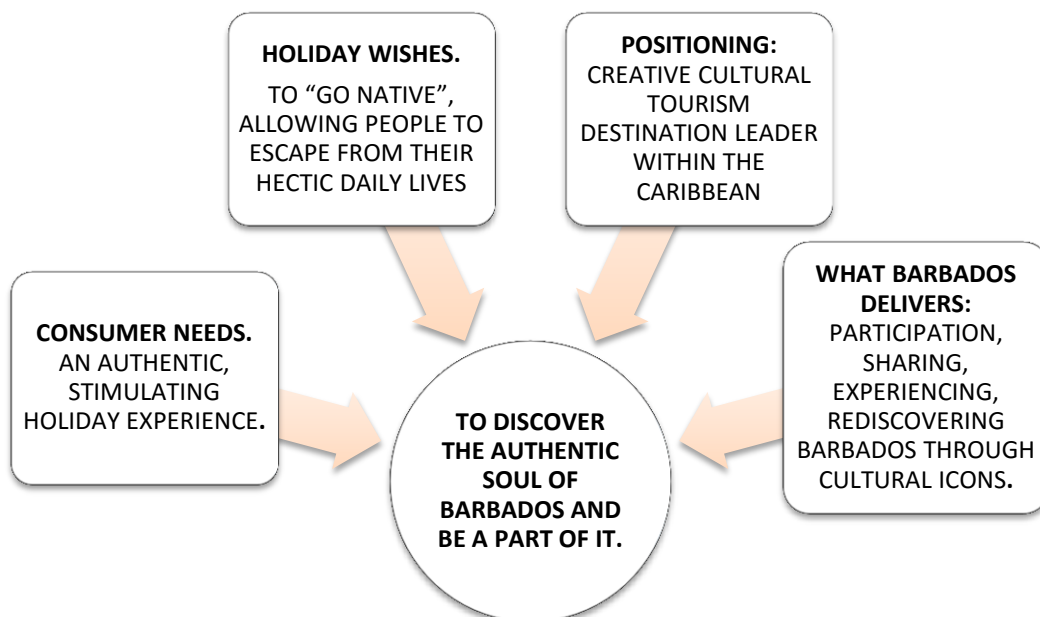 HOLIDAY WISHES.
TO “GO NATIVE”,
ALLOWING PEOPLE TO
ESCAPE FROM THEIR
HECTIC DAILY LIVES
POSITIONING:
CREATIVE CULTURAL
TOURISM
DESTINATION LEADER
WITHIN THE
CARIBBEAN
CONSUMER NEEDS.
AN AUTHENTIC,
STIMULATING
HOLIDAY EXPERIENCE.
WHAT BARBADOS
DELIVERS:
PARTICIPATION,
SHARING,
EXPERIENCING,
REDISCOVERING
BARBADOS THROUGH
CULTURAL ICONS.
TO DISCOVER
THE AUTHENTIC
SOUL OF
BARBADOS AND
BE A PART OF IT.